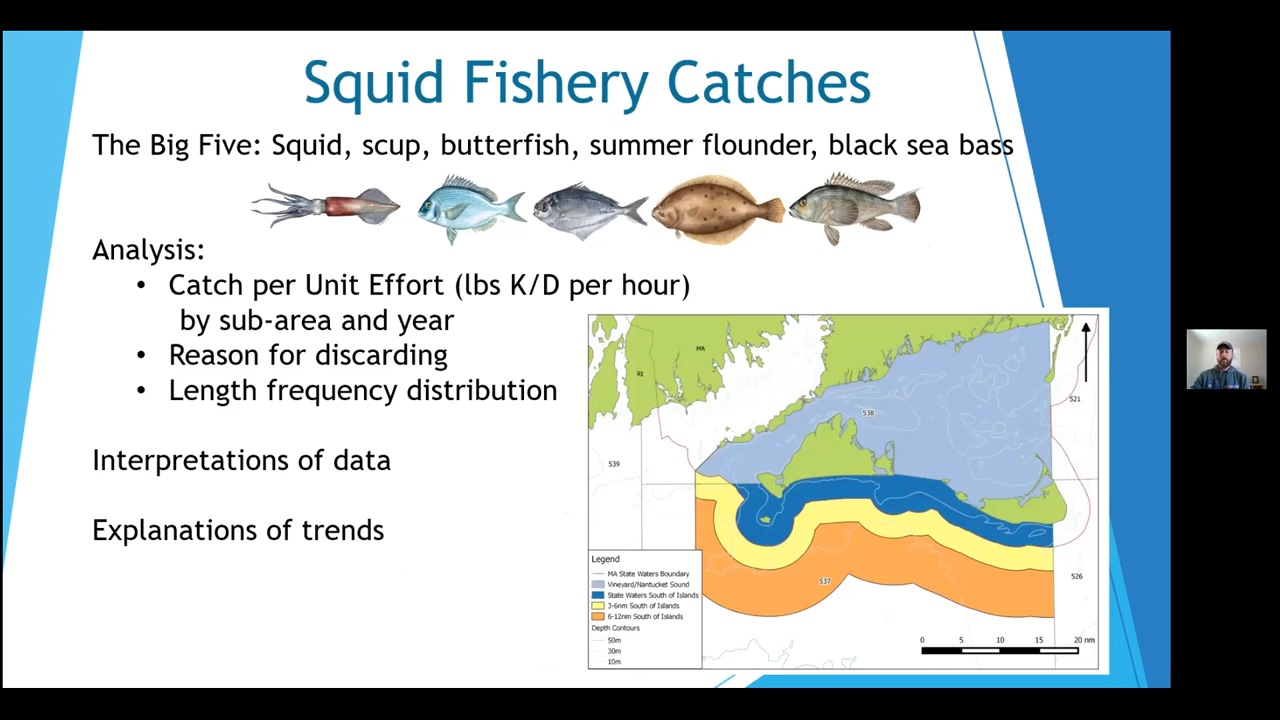 Squid Fishery Catches
The Big Five: Squid, scup, butterfish, summer flounder, black sea bass
Analysis:
• Catch per Unit Effort (lbs K/D per hour)
by sub-area and year
• Reason for discarding
• Length frequency distribution
Interpretations of data
Explanations of trends
MA
RI
538
521
539
537
526
Legend
MA State Waters Boundary
Vineyard/Nantucket Sound
State Waters South of Islands
3-6nm South of Islands
6-12nm South of Islands
Depth Contours
50m
30m
10m
0 5 10 15 20 nm